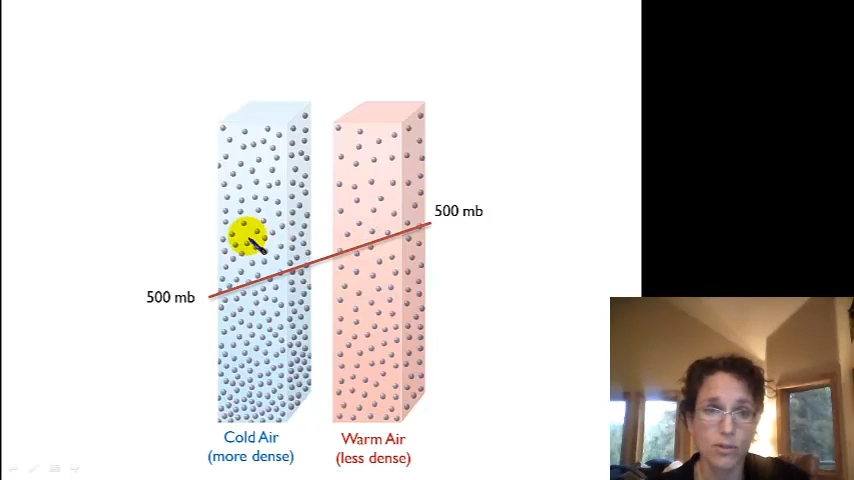 500 mb
500 mb
Cold Air
(more dense)
Warm Air
(less dense)